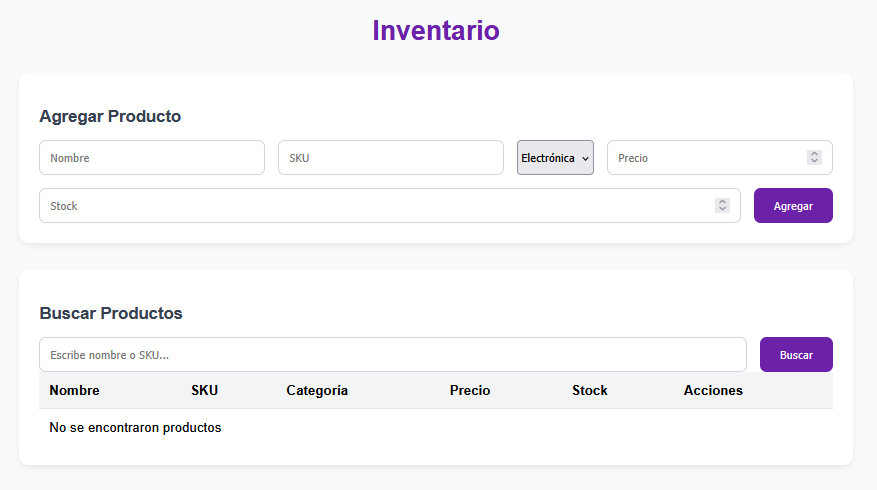 Inventario
Agregar Producto
Nombre SKU Electrónica Precio
Stock Agregar
Buscar Productos
Escribe nombre o SKU... Buscar
Nombre SKU Categoría Precio Stock Acciones
No se encontraron productos